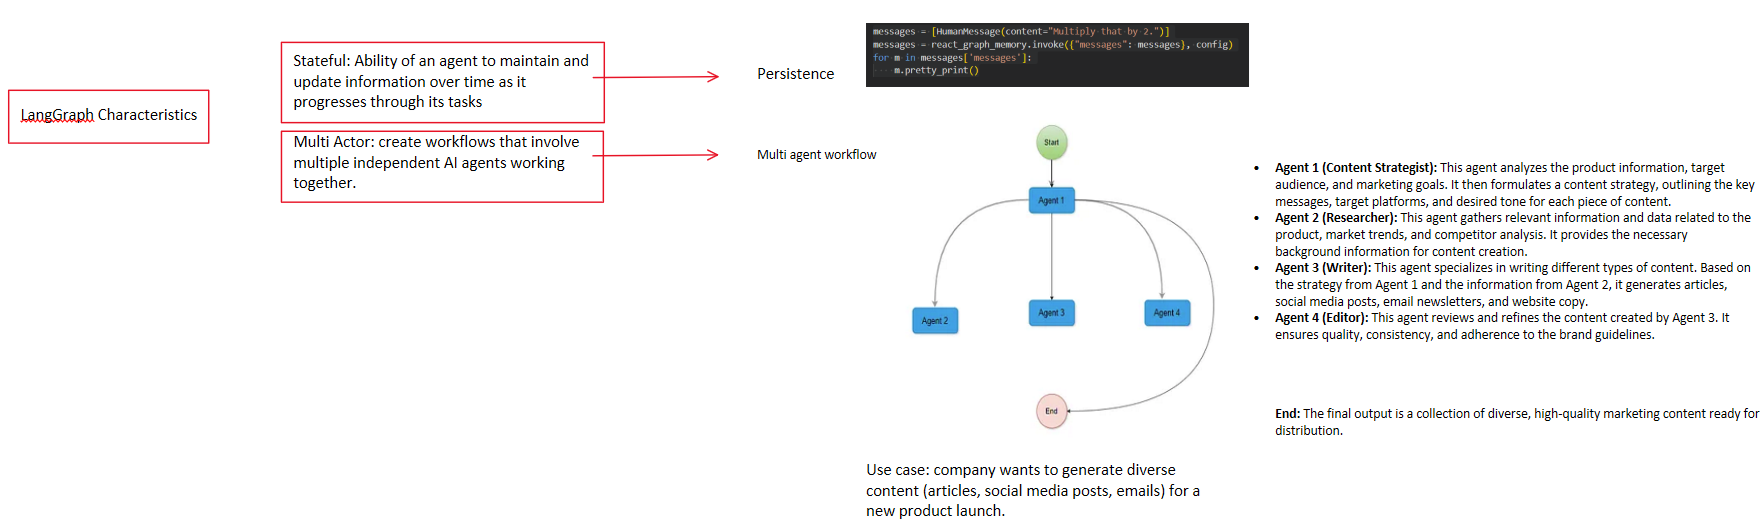 LangGraph Characteristics
Stateful: Ability of an agent to maintain and
update information over time as it
progresses through its tasks
Persistence
messages = [HumanMessage(content="Multiply that by 2.")]
messages = react_graph_memory.invoke({"messages": messages}, config)
for m in messages['messages']:
    m.pretty_print()
Multi Actor: create workflows that involve
multiple independent AI agents working
together.
Multi agent workflow
Start
Agent 1
Agent 2
Agent 3
Agent 4
End
• Agent 1 (Content Strategist): This agent analyzes the product information, target
audience, and marketing goals. It then formulates a content strategy, outlining the key
messages, target platforms, and desired tone for each piece of content.
• Agent 2 (Researcher): This agent gathers relevant information and data related to the
product, market trends, and competitor analysis. It provides the necessary
background information for content creation.
• Agent 3 (Writer): This agent specializes in writing different types of content. Based on
the strategy from Agent 1 and the information from Agent 2, it generates articles,
social media posts, email newsletters, and website copy.
• Agent 4 (Editor): This agent reviews and refines the content created by Agent 3. It
ensures quality, consistency, and adherence to the brand guidelines.
End: The final output is a collection of diverse, high-quality marketing content ready for
distribution.
Use case: company wants to generate diverse
content (articles, social media posts, emails) for a
new product launch.